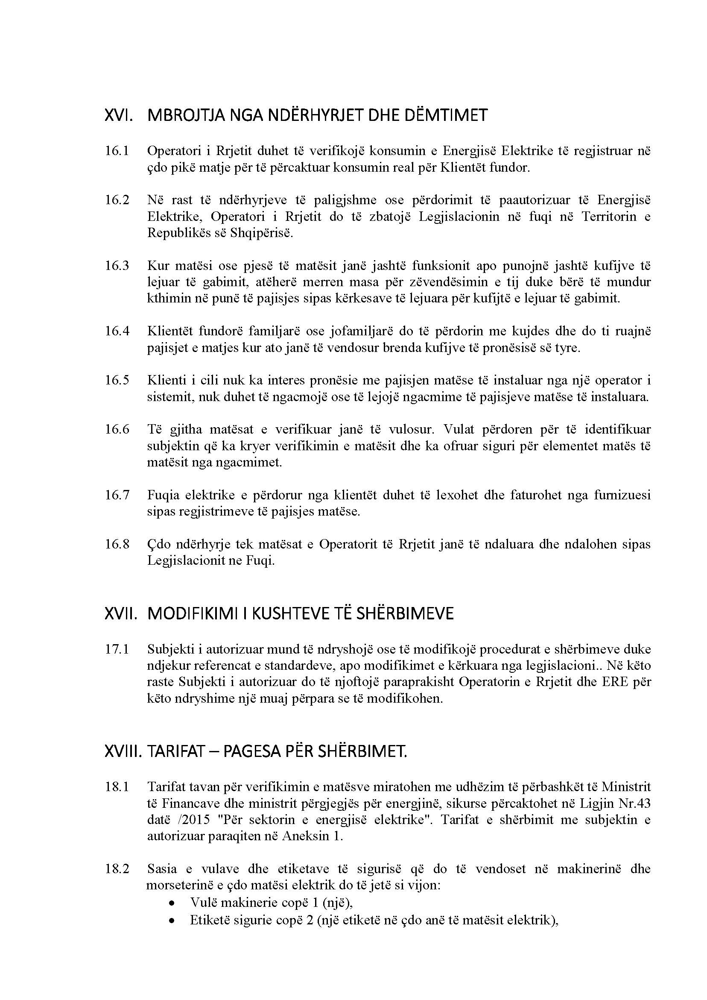 XVI. MBROJTJA NGA NDËRHYRJET DHE DËMTIMET
16.1 Operatori i Rrjetit duhet të verifikojë konsumin e Energjisë Elektrike të regjistruar në
çdo pikë matje për të përcaktuar konsumin real për Klientët fundor.
16.2 Në rast të ndërhyrjeve të paligjshme ose përdorimit të paautorizuar të Energjisë
Elektrike, Operatori i Rrjetit do të zbatojë Legjislacionin në fuqi në Territorin e
Republikës së Shqipërisë.
16.3 Kur matësi ose pjesë të matësit janë jashtë funksionit apo punojnë jashtë kufijve të
lejuar të gabimit, atëherë merren masa për zëvendësimin e tij duke bërë të mundur
kthimin në punë të pajisjes sipas kërkesave të lejuara për kufijtë e lejuar të gabimit.
16.4 Klientët fundorë familjarë ose jofamiljarë do të përdorin me kujdes dhe do ti ruajnë
pajisjet e matjes kur ato janë të vendosur brenda kufijve të pronësisë së tyre.
16.5 Klienti i cili nuk ka interes pronësie me pajisjen matëse të instaluar nga një operator i
sistemit, nuk duhet të ngacmojë ose të lejojë ngacmime të pajisjeve matëse të instaluara.
16.6 Të gjitha matësat e verifikuar janë të vulosur. Vulat përdoren për të identifikuar
subjektin që ka kryer verifikimin e matësit dhe ka ofruar siguri për elementet matës të
matësit nga ngacmimet.
16.7 Fuqia elektrike e përdorur nga klientët duhet të lexohet dhe faturohet nga furnizuesi
sipas regjistrimeve të pajisjes matëse.
16.8 Çdo ndërhyrje tek matësat e Operatorit të Rrjetit janë të ndaluara dhe ndalohen sipas
Legjislacionit ne Fuqi.
XVII. MODIFIKIMI I KUSHTEVE TË SHËRBIMEVE
17.1 Subjekti i autorizuar mund të ndryshojë ose të modifikojë procedurat e shërbimeve duke
ndjekur referencat e standardeve, apo modifikimet e kërkuara nga legjislacioni.. Në këto
raste Subjekti i autorizuar do të njoftojë paraprakisht Operatorin e Rrjetit dhe ERE për
këto ndryshime një muaj përpara se të modifikohen.
XVIII. TARIFAT – PAGESA PËR SHËRBIMET.
18.1 Tarifat tavan për verifikimin e matësve miratohen me udhëzim të përbashkët të Ministrit
të Financave dhe ministrit përgjegjës për energjinë, sikurse përcaktohet në Ligjin Nr.43
datë /2015 "Për sektorin e energjisë elektrike". Tarifat e shërbimit me subjektin e
autorizuar paraqiten në Aneksin 1.
18.2 Sasia e vulave dhe etiketave të sigurisë që do të vendoset në makinerinë dhe
morseterinë e çdo matësi elektrik do të jetë si vijon:
• Vulë makinerie copë 1 (një),
• Etiketë sigurie copë 2 (një etiketë në çdo anë të matësit elektrik),